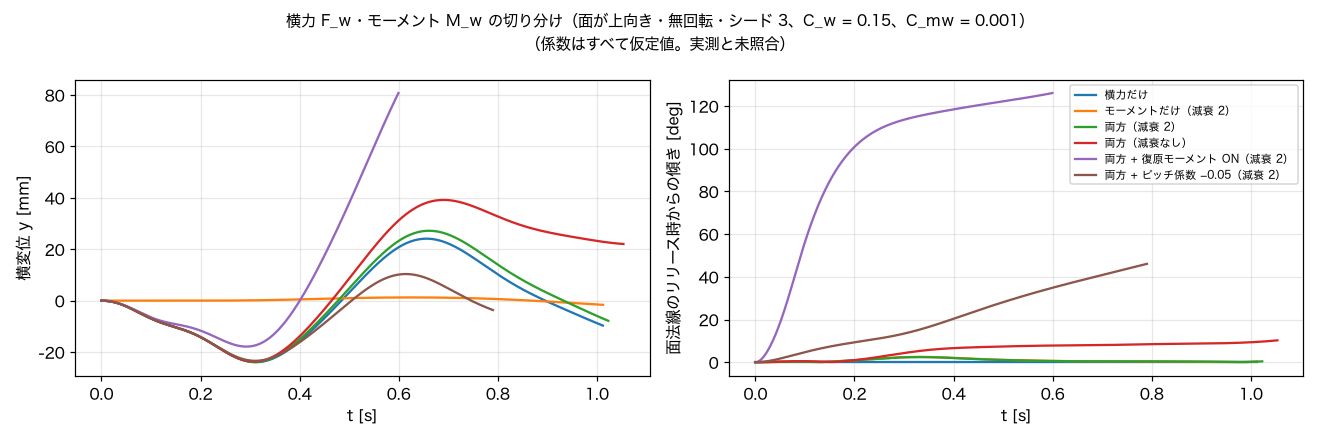 横力 F_w・モーメント M_w の切り分け（面が上向き・無回転・シード 3、C_w = 0.15、C_mw = 0.001）
（係数はすべて仮定値。実測と未照合）
横変位 y [mm]
80
60
40
20
0
-20
0.0 0.2 0.4 0.6 0.8 1.0
t [s]
面法線のリリース時からの傾き [deg]
120
100
80
60
40
20
0
0.0 0.2 0.4 0.6 0.8 1.0
t [s]
横力だけ
モーメントだけ（減衰 2）
両方（減衰 2）
両方（減衰なし）
両方 + 復原モーメント ON（減衰 2）
両方 + ピッチ係数 −0.05（減衰 2）